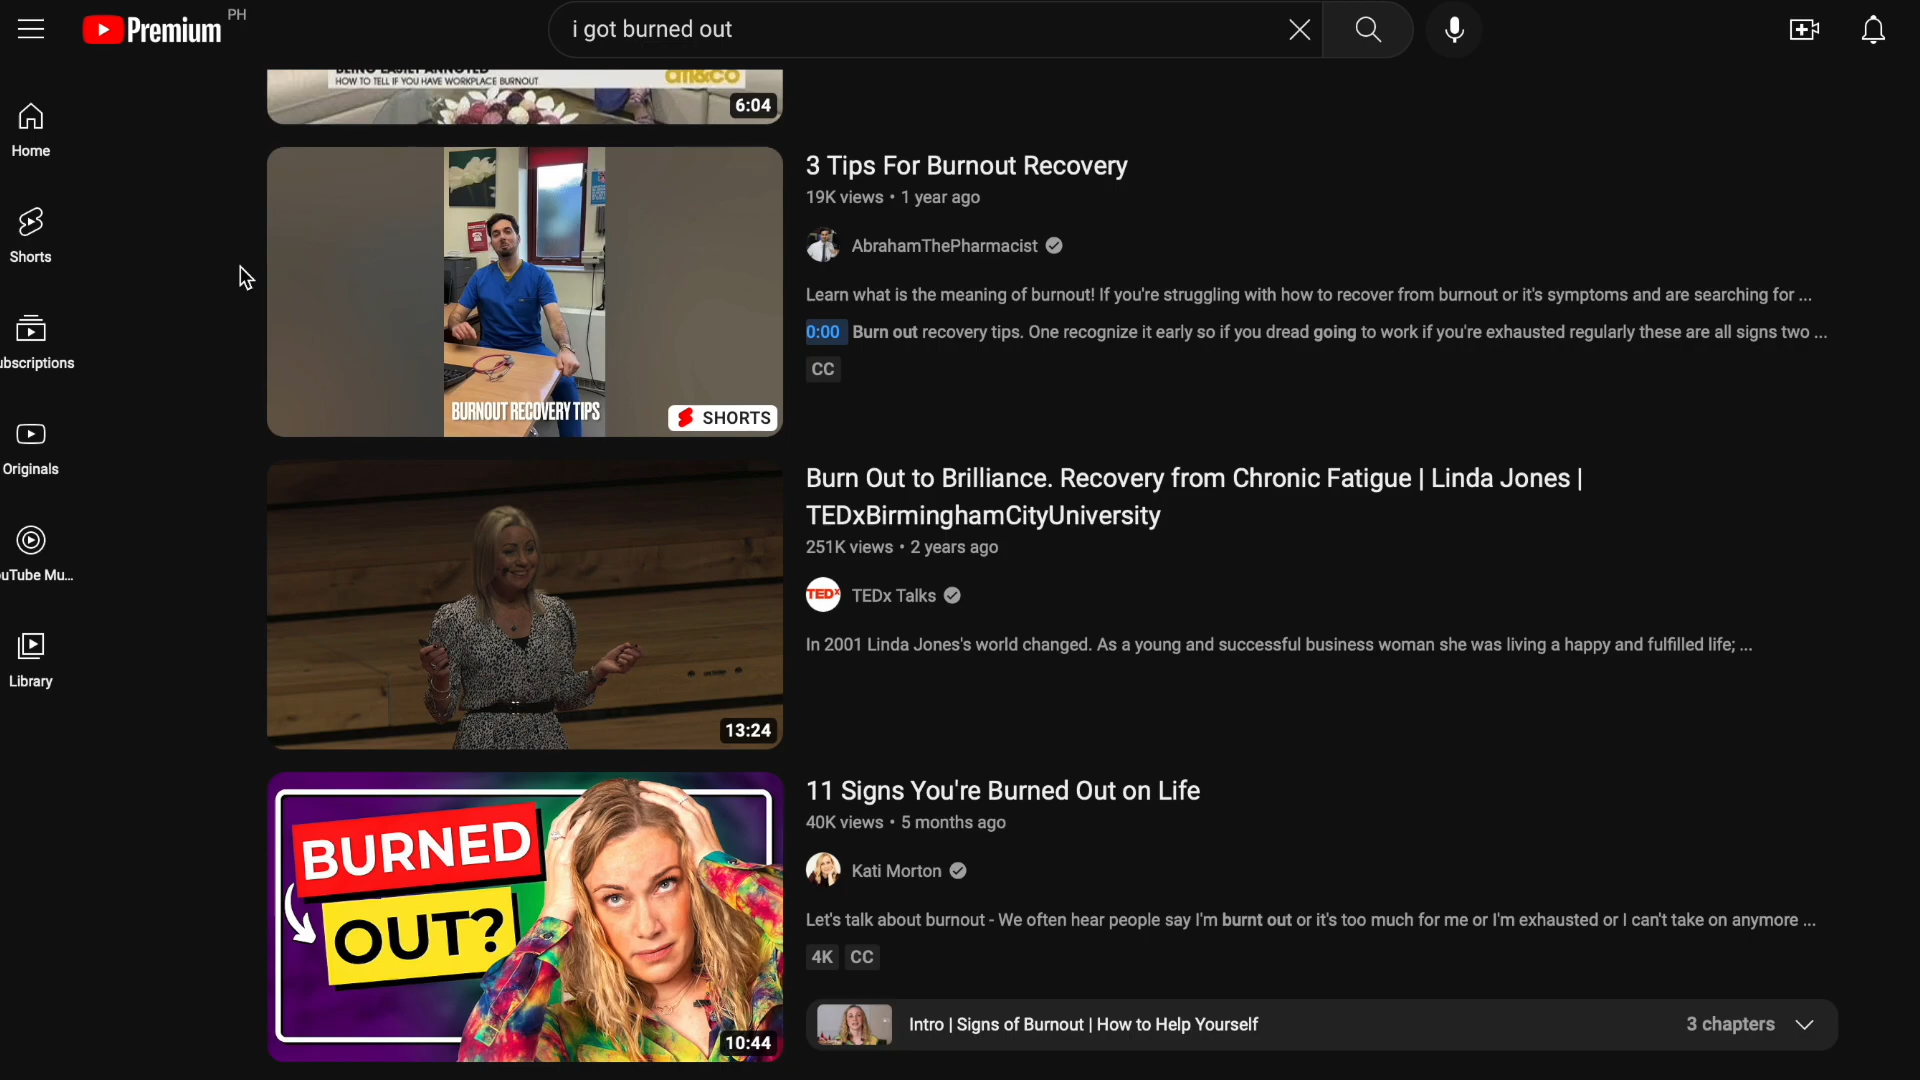 Premium
PH
i got burned out
HOW TO TELL IF YOU HAVE WORKPLACE BURNOUT
6:04
Home
Shorts
ubscriptions
Originals
uTube Mu...
Library
BURNOUT RECOVERY TIPS
SHORTS
3 Tips For Burnout Recovery
19K views • 1 year ago
AbrahamThePharmacist
Learn what is the meaning of burnout! If you're struggling with how to recover from burnout or it's symptoms and are searching for ...
0:00 Burn out recovery tips. One recognize it early so if you dread going to work if you're exhausted regularly these are all signs two ...
CC
13:24
Burn Out to Brilliance. Recovery from Chronic Fatigue | Linda Jones |
TEDxBirminghamCityUniversity
251K views • 2 years ago
TEDx
TEDx Talks
In 2001 Linda Jones's world changed. As a young and successful business woman she was living a happy and fulfilled life; ...
BURNED
OUT?
10:44
11 Signs You're Burned Out on Life
40K views • 5 months ago
Kati Morton
Let's talk about burnout - We often hear people say I'm burnt out or it's too much for me or I'm exhausted or I can't take on anymore ...
4K CC
Intro | Signs of Burnout | How to Help Yourself
3 chapters